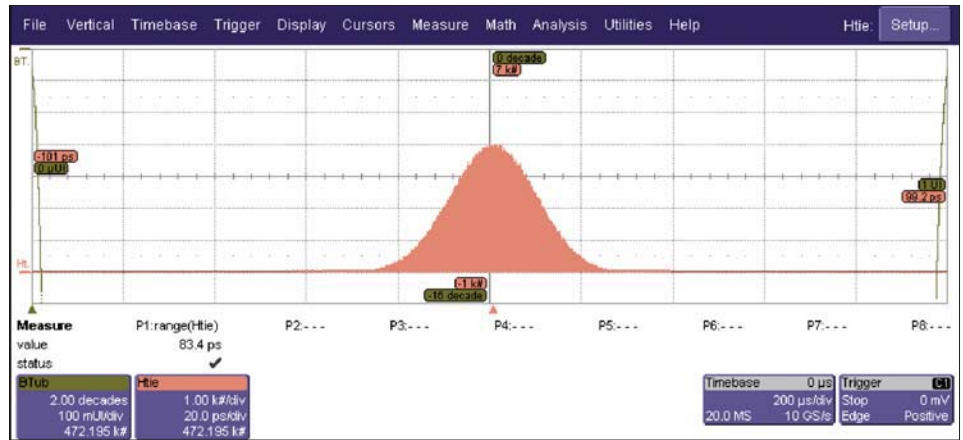 File Vertical Timebase Trigger Display Cursors Measure Math Analysis Utilities Help Htie: Setup...
BT.
0 decade
7 k#
-101 ps
0 µUI
1 UI
99.2 ps
Ht.
-1 k#
-16 decade
Measure P1:range(Htie) P2:- - - P3:- - - P4:- - - P5:- - - P6:- - - P7:- - - P8:- - -
value 83.4 ps
status
BTub Htie Timebase 0 µs Trigger C1
2.00 decades 1.00 k#/div 200 µs/div Stop 0 mV
100 mUI/div 20.0 ps/div 20.0 MS 10 GS/s Edge Positive
472.195 k# 472.195 k#